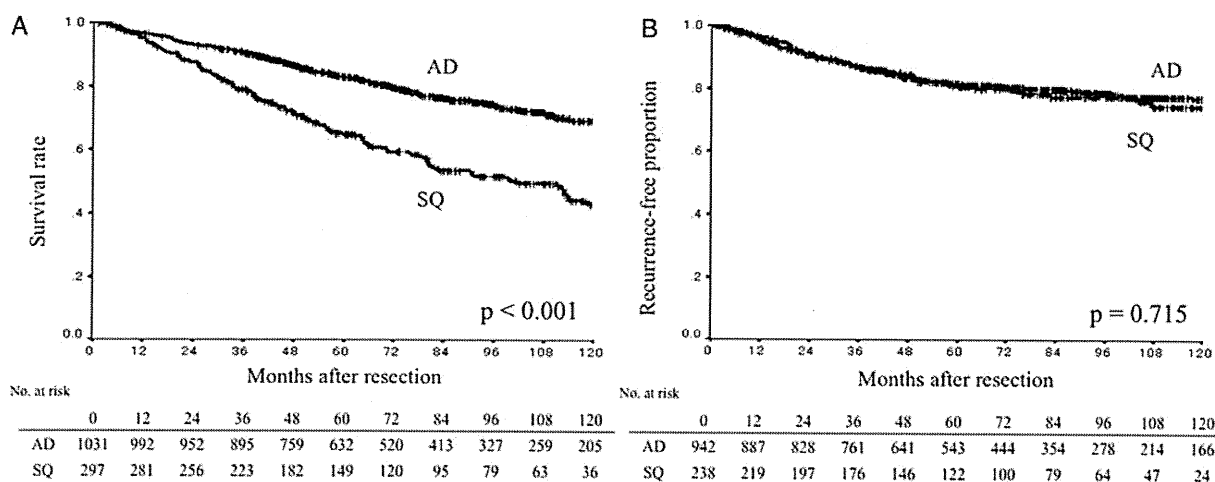 A
1.0
.8
.6
.4
.2
0.0
Survival rate
AD
SQ
p < 0.001
0 12 24 36 48 60 72 84 96 108 120
Months after resection
No. at risk
0 12 24 36 48 60 72 84 96 108 120
AD 1031 992 952 895 759 632 520 413 327 259 205
SQ 297 281 256 223 182 149 120 95 79 63 36
B
1.0
.8
.6
.4
.2
0.0
Recurrence-free proportion
AD
SQ
p = 0.715
0 12 24 36 48 60 72 84 96 108 120
Months after resection
No. at risk
0 12 24 36 48 60 72 84 96 108 120
AD 942 887 828 761 641 543 444 354 278 214 166
SQ 238 219 197 176 146 122 100 79 64 47 24